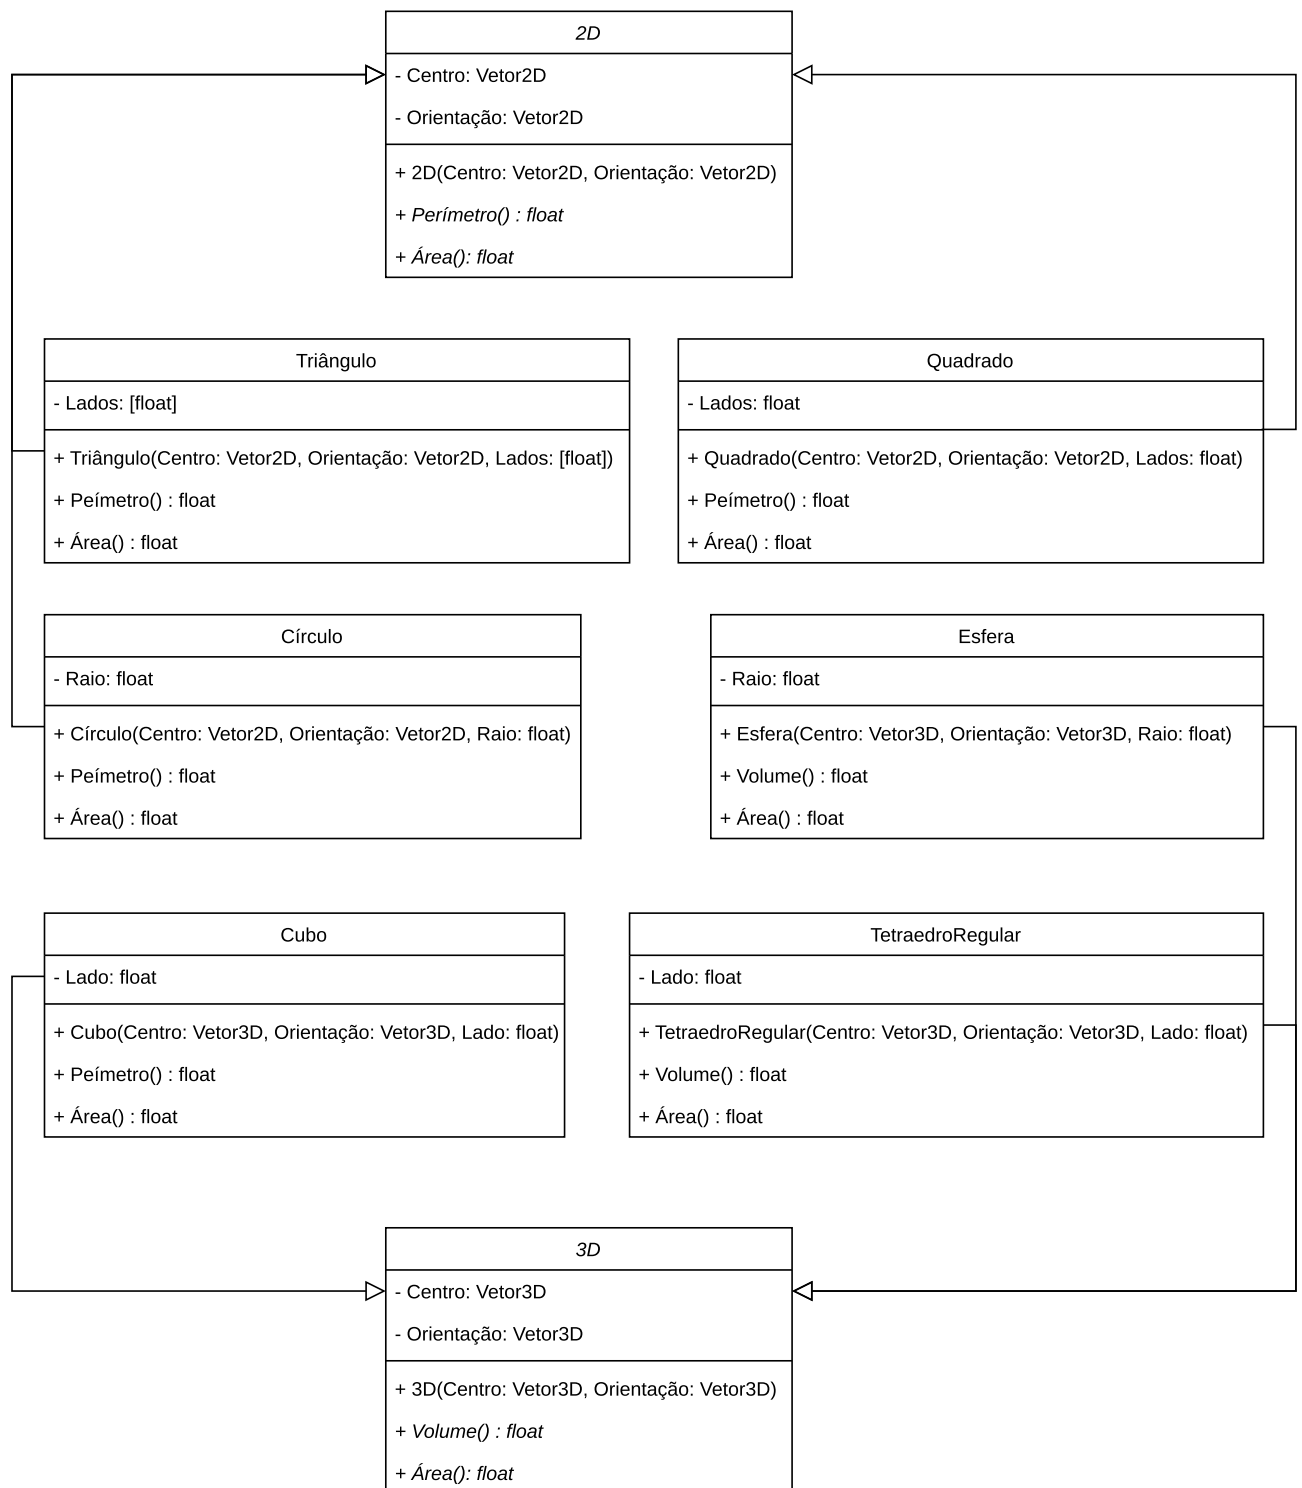 2D
- Centro: Vetor2D
- Orientação: Vetor2D
+ 2D(Centro: Vetor2D, Orientação: Vetor2D)
+ Perímetro() : float
+ Área(): float
Triângulo
- Lados: [float]
+ Triângulo(Centro: Vetor2D, Orientação: Vetor2D, Lados: [float])
+ Peímetro() : float
+ Área() : float
Quadrado
- Lados: float
+ Quadrado(Centro: Vetor2D, Orientação: Vetor2D, Lados: float)
+ Peímetro() : float
+ Área() : float
Círculo
- Raio: float
+ Círculo(Centro: Vetor2D, Orientação: Vetor2D, Raio: float)
+ Peímetro() : float
+ Área() : float
Esfera
- Raio: float
+ Esfera(Centro: Vetor3D, Orientação: Vetor3D, Raio: float)
+ Volume() : float
+ Área() : float
Cubo
- Lado: float
+ Cubo(Centro: Vetor3D, Orientação: Vetor3D, Lado: float)
+ Peímetro() : float
+ Área() : float
TetraedroRegular
- Lado: float
+ TetraedroRegular(Centro: Vetor3D, Orientação: Vetor3D, Lado: float)
+ Volume() : float
+ Área() : float
3D
- Centro: Vetor3D
- Orientação: Vetor3D
+ 3D(Centro: Vetor3D, Orientação: Vetor3D)
+ Volume() : float
+ Área(): float